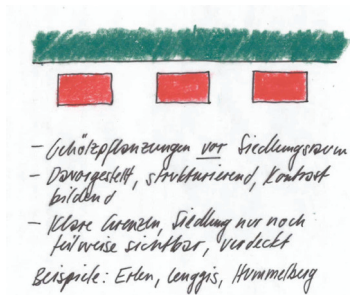 - Gehölzpflanzungen vor Siedlungsraum
- Davorgestellt, strukturierend, Kontrast
bildend
- Klare Grenzen, Siedlung nur noch
teilweise sichtbar, verdeckt
Beispiele: Erlen, Lenggis, Hummelberg